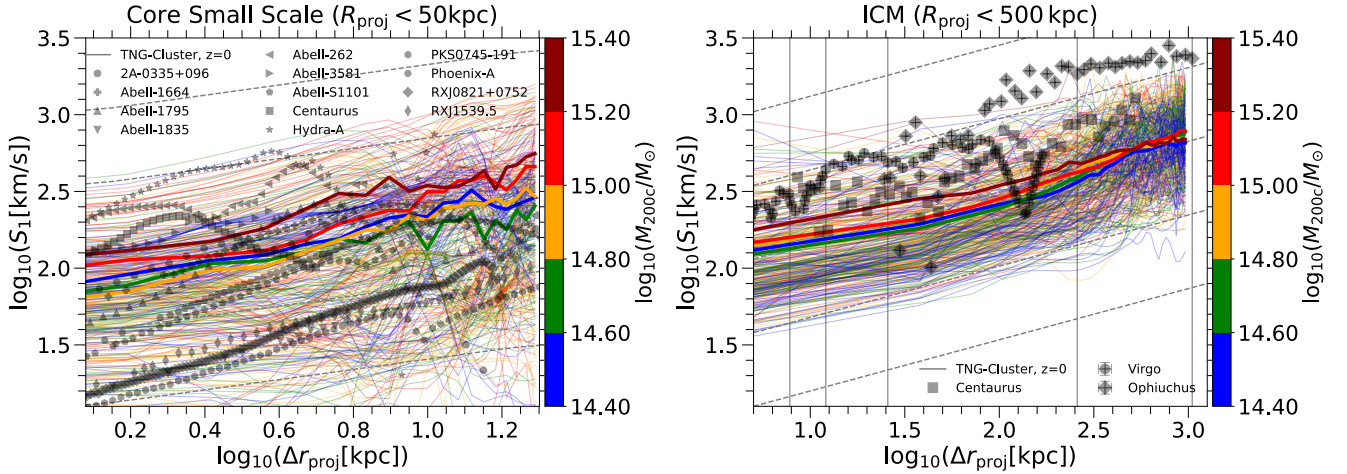 Core Small Scale (R_proj < 50kpc)
log₁₀(S₁[km/s])
3.5
3.0
2.5
2.0
1.5
TNG-Cluster, z=0
2A-0335+096
Abell-1664
Abell-1795
Abell-1835
Abell-262
Abell-3581
Abell-S1101
Centaurus
Hydra-A
PKS0745-191
Phoenix-A
RXJ0821+0752
RXJ1539.5
0.2 0.4 0.6 0.8 1.0 1.2
log₁₀(Δr_proj[kpc])
15.40
15.20
15.00
14.80
14.60
14.40
log₁₀(M₂₀₀c/M☉)
ICM (R_proj < 500 kpc)
log₁₀(S₁[km/s])
3.5
3.0
2.5
2.0
1.5
TNG-Cluster, z=0
Centaurus
Virgo
Ophiuchus
1.0 1.5 2.0 2.5 3.0
log₁₀(Δr_proj[kpc])
15.40
15.20
15.00
14.80
14.60
14.40
log₁₀(M₂₀₀c/M☉)